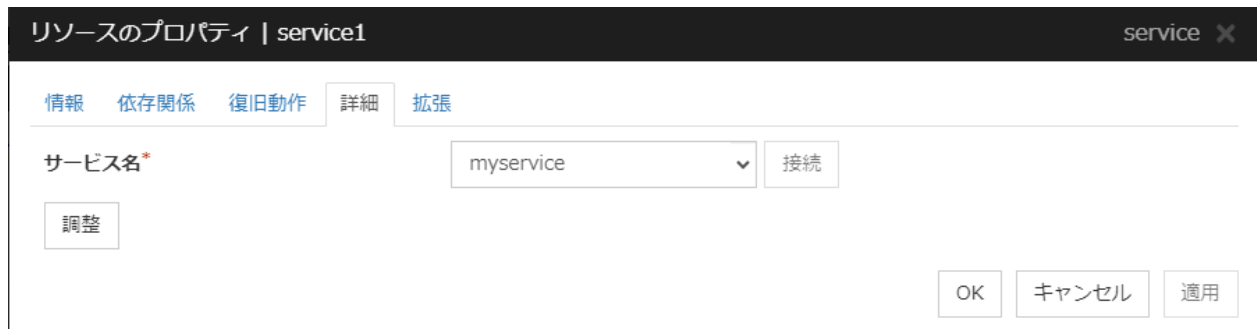 リソースのプロパティ | service1 service ×
情報 依存関係 復旧動作 詳細 拡張
サービス名* myservice 接続
調整
OK キャンセル 適用